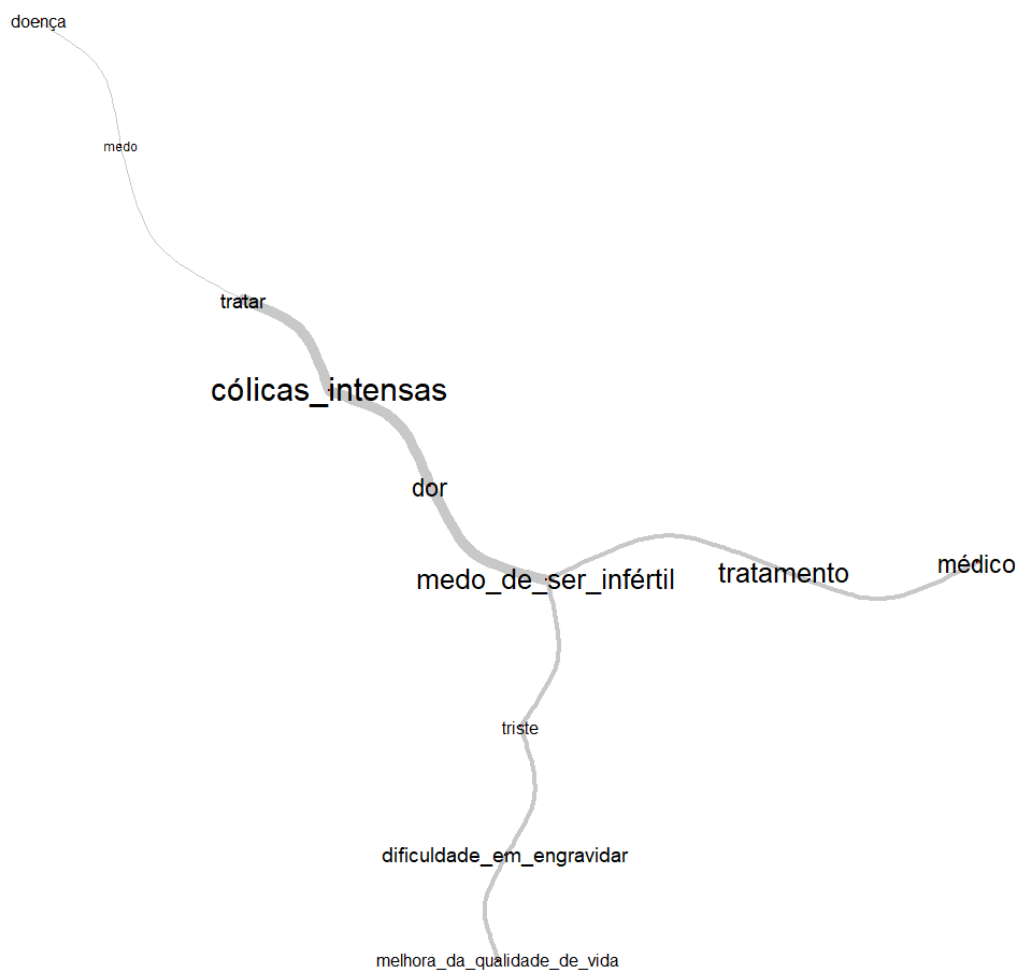 doença
medo
tratar
cólicas_intensas
dor
medo_de_ser_infértil
tratamento
médico
triste
dificuldade_em_engravidar
melhora_da_qualidade_de_vida